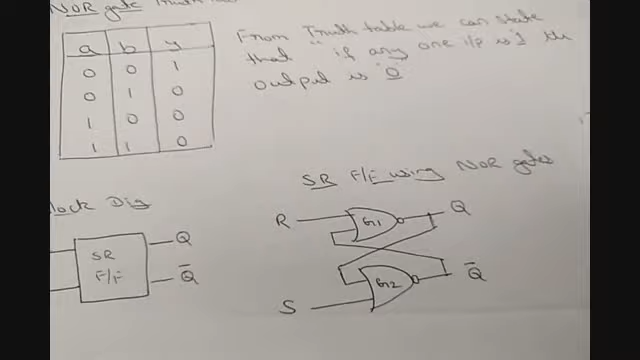 NOR gate Truth
a b y
0 0 1
0 1 0
1 0 0
1 1 0
From Truth table we can state
that "if any one i/p is 1 the
output is "0"
SR F/F using NOR gates
lock Dig
SR
F/F
Q
Q̅
R
G1
Q
G2
Q̅
S